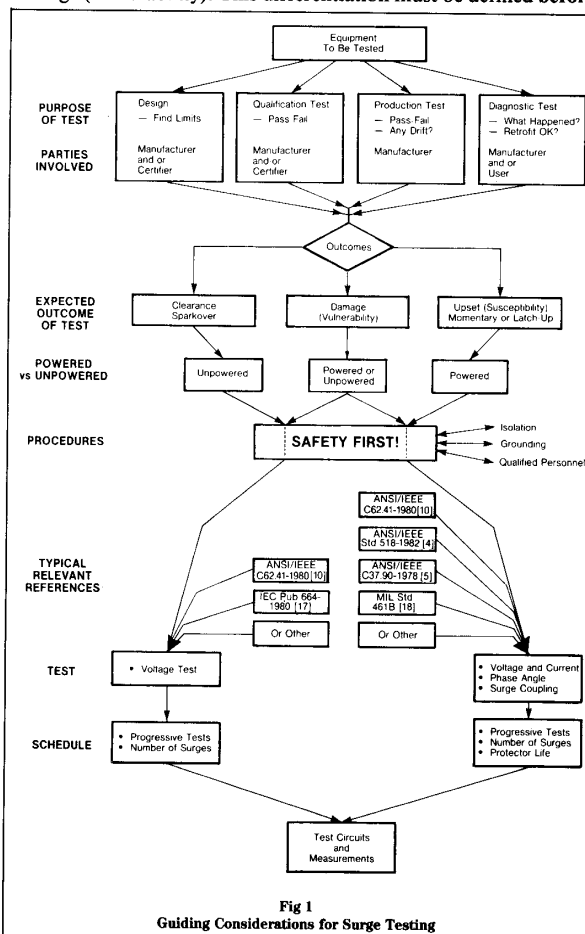 Equipment
To Be Tested
PURPOSE
OF TEST
PARTIES
INVOLVED
Design
— Find Limits
Manufacturer
and or
Certifier
Qualification Test
— Pass Fail
Manufacturer
and/or
Certifier
Production Test
— Pass-Fail
— Any Drift?
Manufacturer
Diagnostic Test
— What Happened?
— Retrofit OK?
Manufacturer
and/or
User
Outcomes
EXPECTED
OUTCOME
OF TEST
Clearance
Sparkover
Damage
(Vulnerability)
Upset (Susceptibility)
Momentary or Latch Up
POWERED
vs UNPOWERED
Unpowered
Powered or
Unpowered
Powered
PROCEDURES
SAFETY FIRST!
Isolation
Grounding
Qualified Personnel
TYPICAL
RELEVANT
REFERENCES
ANSI/IEEE
C62.41-1980[10]
IEC Pub 664-
1980 [17]
Or Other
ANSI/IEEE
C62.41-1980[10]
ANSI/IEEE
Std 518-1982 [4]
ANSI/IEEE
C37.90-1978 [5]
MIL Std
461B [18]
Or Other
TEST
• Voltage Test
• Voltage and Current
• Phase Angle
• Surge Coupling
SCHEDULE
• Progressive Tests
• Number of Surges
• Progressive Tests
• Number of Surges
• Protector Life
Test Circuits
and
Measurements
Fig 1
Guiding Considerations for Surge Testing